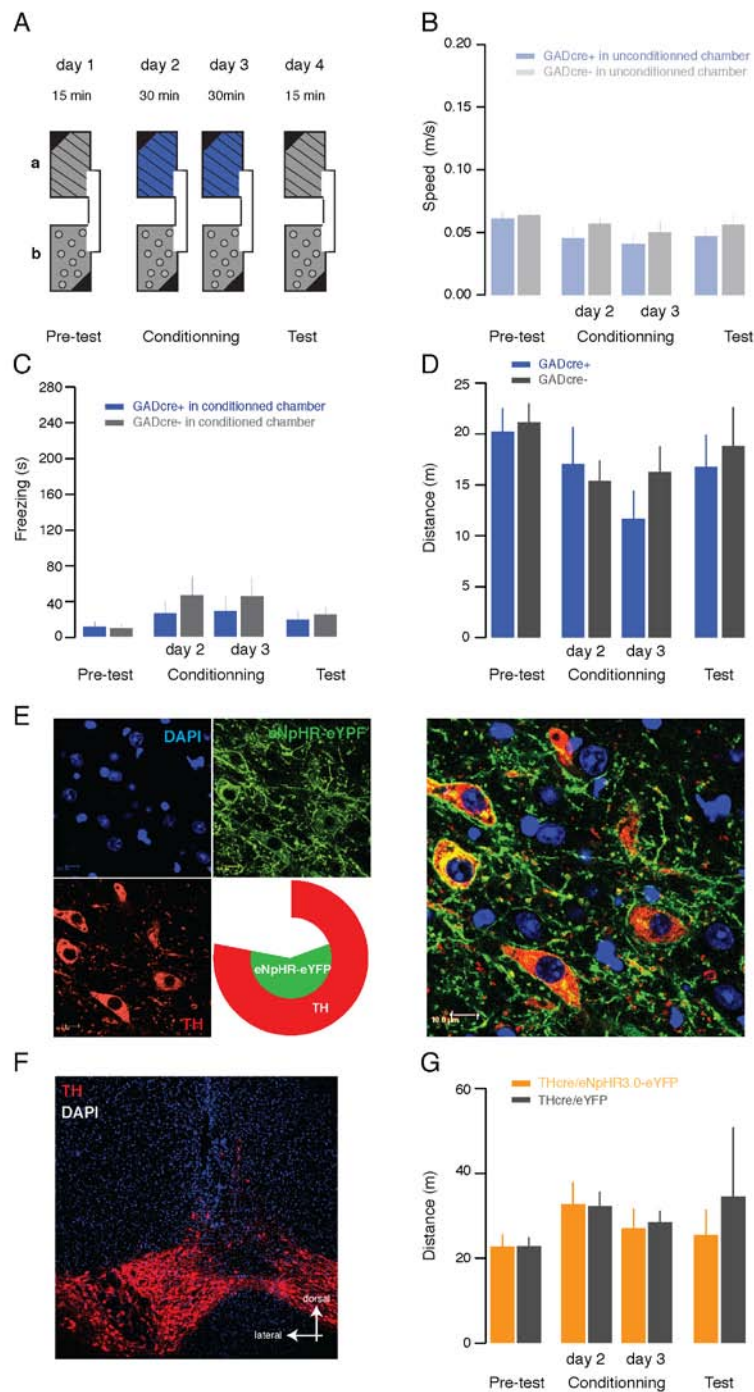 A
day 1
day 2
day 3
day 4
15 min
30 min
30min
15 min
a
b
Pre-test
Conditionning
Test
B
GADcre+ in unconditionned chamber
GADcre- in unconditionned chamber
Speed (m/s)
0.20
0.15
0.10
0.05
0.00
day 2
day 3
Pre-test
Conditionning
Test
C
GADcre+ in conditionned chamber
GADcre- in conditioned chamber
Freezing (s)
280
240
200
160
120
80
40
0
day 2
day 3
Pre-test
Conditionning
Test
D
GADcre+
GADcre-
Distance (m)
25
20
15
10
5
0
day 2
day 3
Pre-test
Conditionning
Test
E
DAPI
eNpHR-eYPF
TH
eNpHR-eYFP
TH
10.0 µm
F
TH
DAPI
dorsal
lateral
G
THcre/eNpHR3.0-eYFP
THcre/eYFP
Distance (m)
60
40
20
0
day 2
day 3
Pre-test
Conditionning
Test